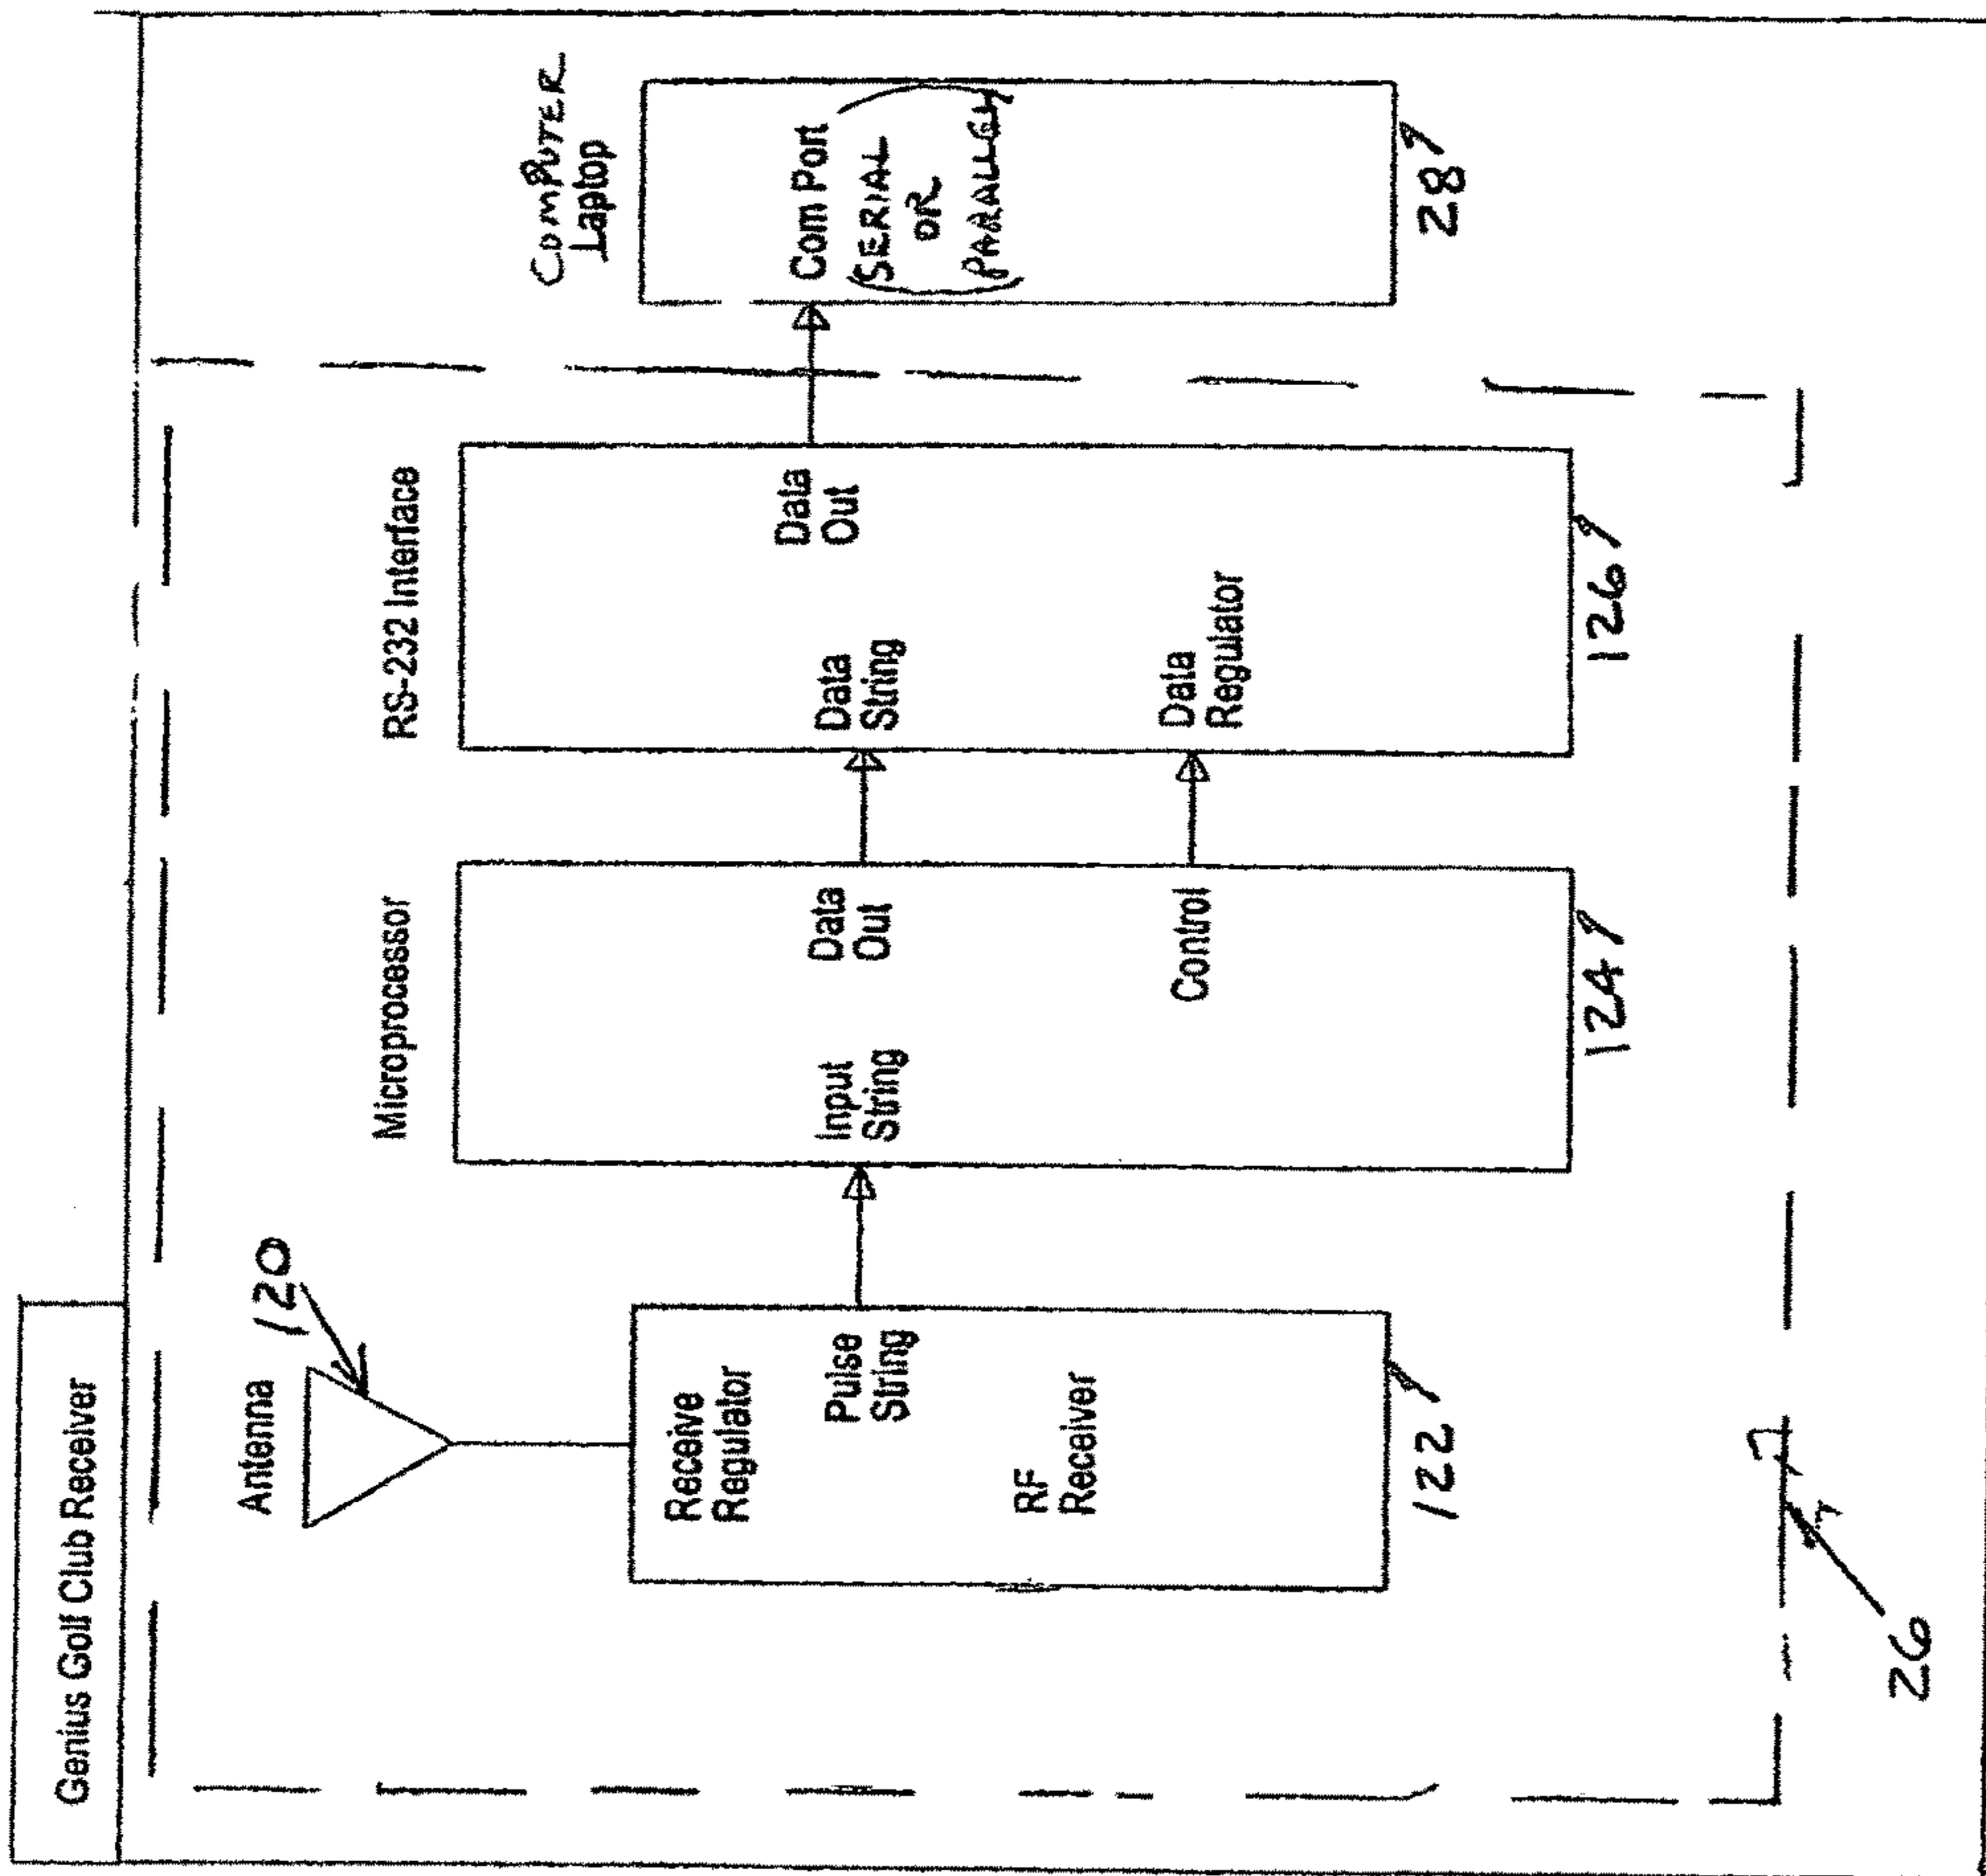 Genius Golf Club Receiver
Antenna
120
Receive
Regulator
Pulse
String
RF
Receiver
122
Microprocessor
Input
String
Data
Out
Control
124
RS-232 Interface
Data
String
Data
Out
Data
Regulator
126
COMPUTER
Laptop
Com Port
(SERIAL
OR
PARALLEL)
28
26